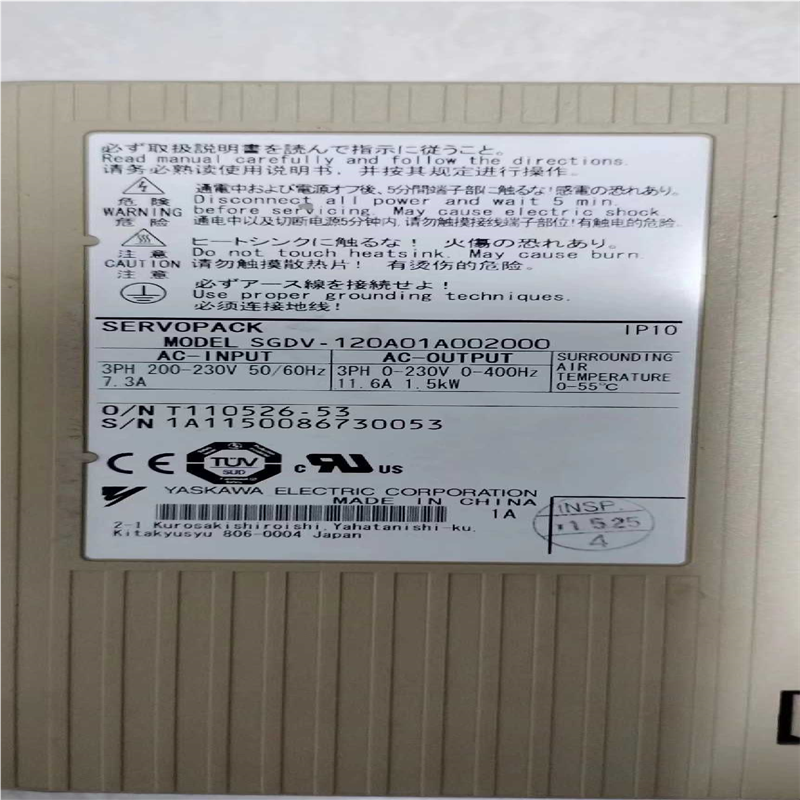 必ず取扱説明書を読んで指示に従うこと。
Read manual carefully and follow the directions.
请务必熟读使用说明书，并按其规定进行操作。
危険
WARNING
危险
通電中および電源オフ後、5分間端子部に触るな！感電の恐れあり。
Disconnect all power and wait 5 min.
before servicing. May cause electric shock.
通电中以及切断电源5分钟内，请勿触摸接线端子部位！有触电的危险
注意
CAUTION
注意
ヒートシンクに触るな！ 火傷の恐れあり。
Do not touch heatsink. May cause burn.
请勿触摸散热片！ 有烫伤的危险。
必ずアース線を接続せよ！
Use proper grounding techniques.
必须连接地线！
SERVOPACK IP10
MODEL SGDV-120A01A002000
AC-INPUT
3PH 200-230V 50/60Hz
7.3A
AC-OUTPUT
3PH 0-230V 0-400Hz
11.6A 1.5kW
SURROUNDING
AIR
TEMPERATURE
0-55℃
O/N T110526-53
S/N 1A1150086730053
CE
TÜV
SÜD
c RU US
YASKAWA ELECTRIC CORPORATION
MADE IN CHINA
1A
2-1 Kurosakishiroishi, Yahatanishi-ku,
Kitakyusyu 806-0004 Japan
INSP.
11 5.25
4